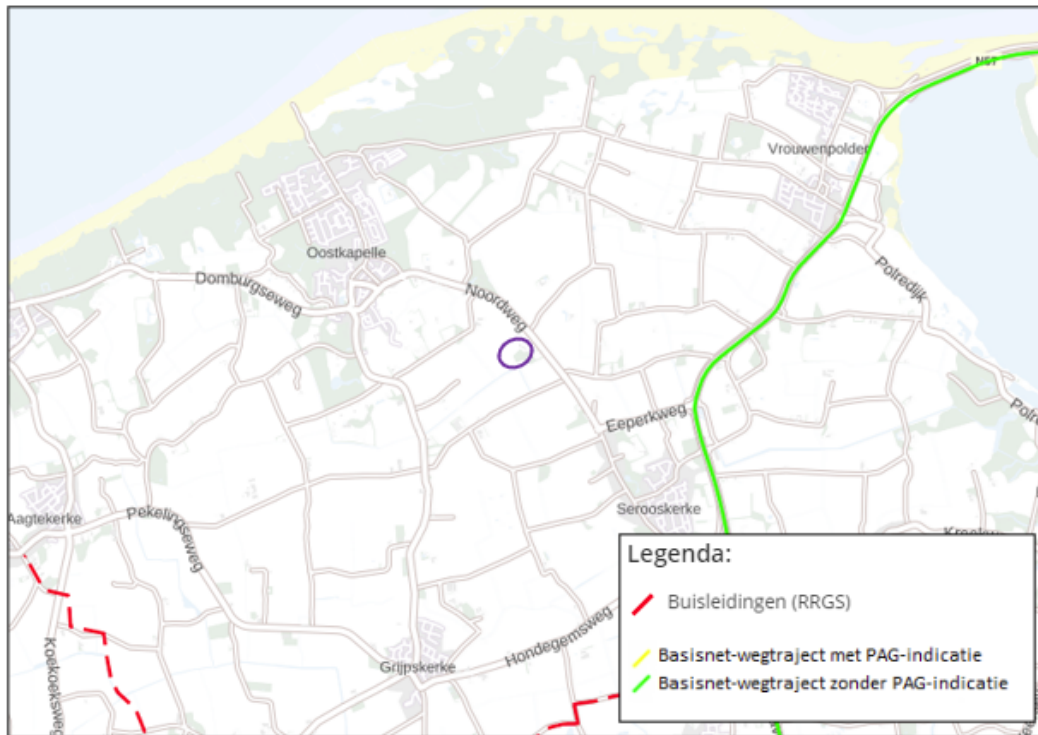 N57
Vrouwenpolder
Oostkapelle
Domburgseweg
Noordweg
Polredijk
Eeperkweg
Aagtekerke
Pekelingseweg
Serooskerke
Koekoeksweg
Grijpskerke
Hondegemsweg
Legenda:
Buisleidingen (RRGS)
Basisnet-wegtraject met PAG-indicatie
Basisnet-wegtraject zonder PAG-indicatie